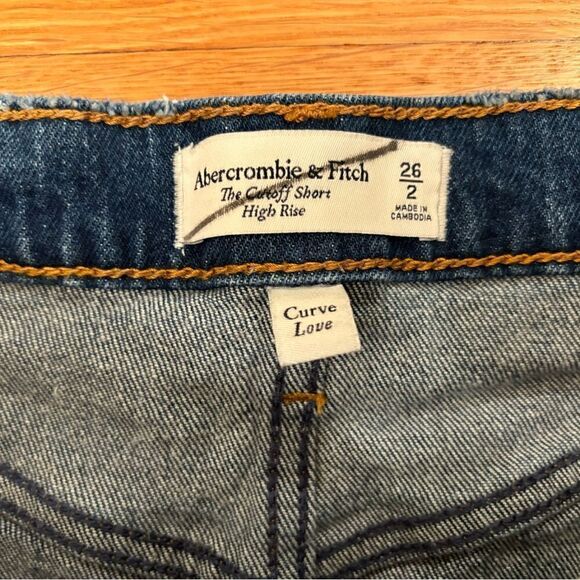 Abercrombie & Fitch
The Cutoff Short
High Rise
26
2
MADE IN
CAMBODIA
Curve
Love